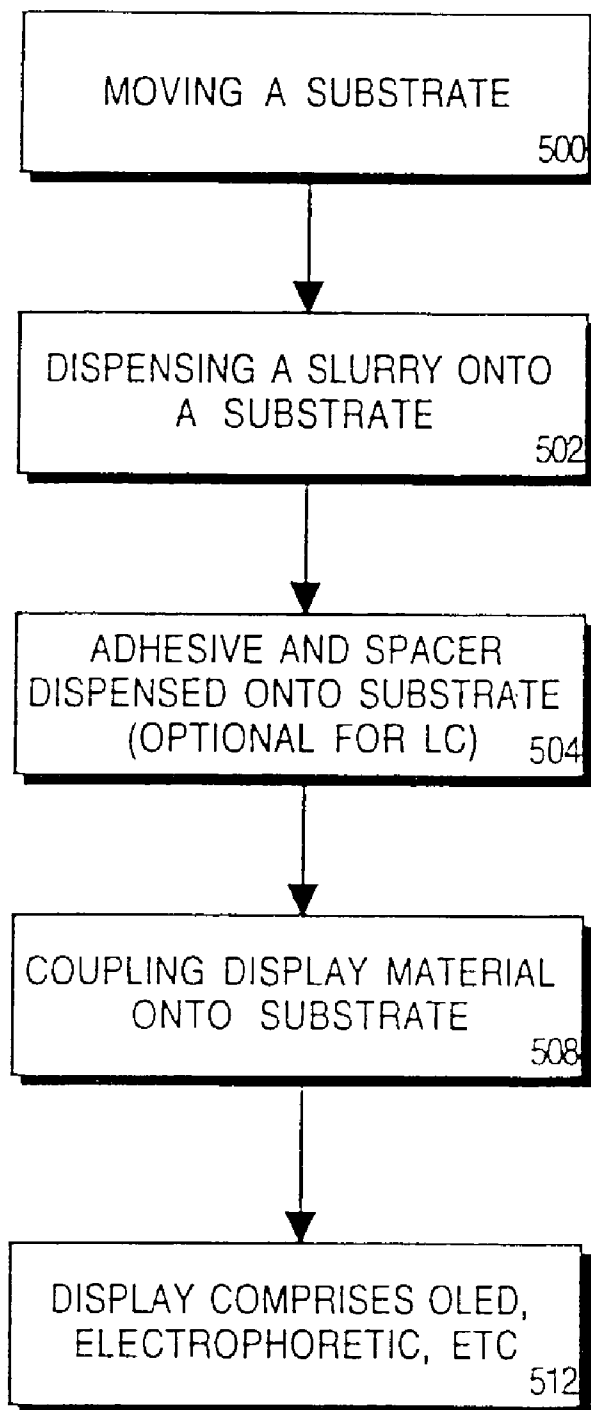 MOVING A SUBSTRATE
500
DISPENSING A SLURRY ONTO
A SUBSTRATE
502
ADHESIVE AND SPACER
DISPENSED ONTO SUBSTRATE
(OPTIONAL FOR LC)
504
COUPLING DISPLAY MATERIAL
ONTO SUBSTRATE
508
DISPLAY COMPRISES OLED,
ELECTROPHORETIC, ETC
512